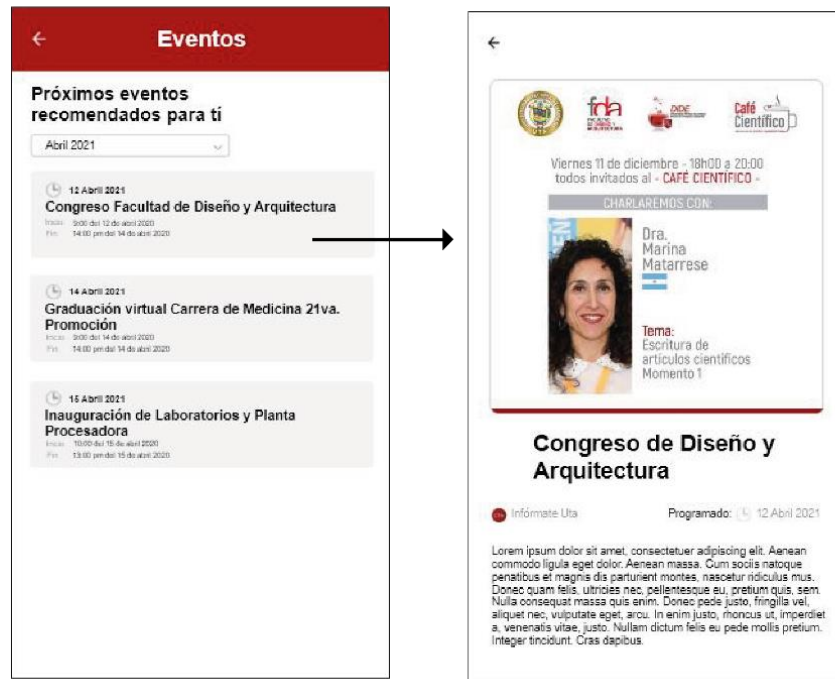 Eventos
Próximos eventos
recomendados para tí
Abril 2021
12 Abril 2021
Congreso Facultad de Diseño y Arquitectura
Inicio 9:00 del 12 de abril 2020
Fin 14:00 pm del 14 de abril 2020
14 Abril 2021
Graduación virtual Carrera de Medicina 21va.
Promoción
Inicio 9:00 del 14 de abril 2020
Fin 14:00 pm del 14 de abril 2020
15 Abril 2021
Inauguración de Laboratorios y Planta
Procesadora
Inicio 10:00 del 15 de abril 2020
Fin 13:00 pm del 15 de abril 2020
UTA
fda
FACULTAD
DE DISEÑO Y
ARQUITECTURA
DIDE
Café
Científico
Viernes 11 de diciembre - 18h00 a 20:00
todos invitados al - CAFÉ CIENTÍFICO -
CHARLAREMOS CON:
Dra.
Marina
Matarrese
Tema:
Escritura de
artículos científicos
Momento 1
Congreso de Diseño y
Arquitectura
Infórmate Uta
Programado: 12 Abril 2021
Lorem ipsum dolor sit amet, consectetuer adipiscing elit. Aenean
commodo ligula eget dolor. Aenean massa. Cum sociis natoque
penatibus et magnis dis parturient montes, nascetur ridiculus mus.
Donec quam felis, ultricies nec, pellentesque eu, pretium quis, sem.
Nulla consequat massa quis enim. Donec pede justo, fringilla vel,
aliquet nec, vulputate eget, arcu. In enim justo, rhoncus ut, imperdiet
a, venenatis vitae, justo. Nullam dictum felis eu pede mollis pretium.
Integer tincidunt. Cras dapibus.